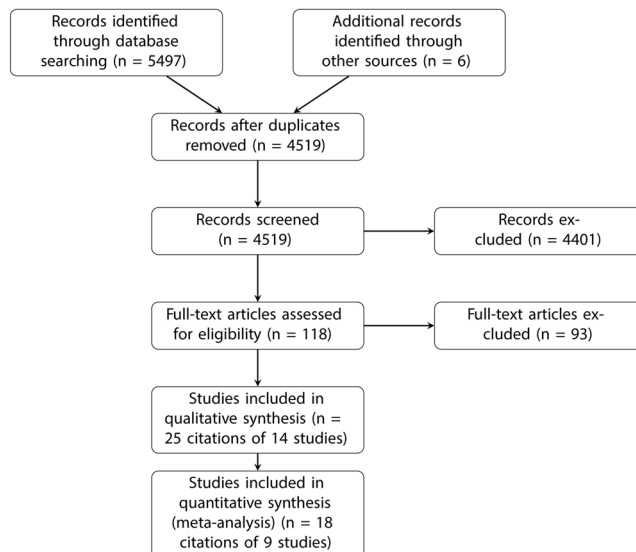 Records identified
through database
searching (n = 5497)
Additional records
identified through
other sources (n = 6)
Records after duplicates
removed (n = 4519)
Records screened
(n = 4519)
Records ex-
cluded (n = 4401)
Full-text articles assessed
for eligibility (n = 118)
Full-text articles ex-
cluded (n = 93)
Studies included in
qualitative synthesis (n =
25 citations of 14 studies)
Studies included in
quantitative synthesis
(meta-analysis) (n = 18
citations of 9 studies)